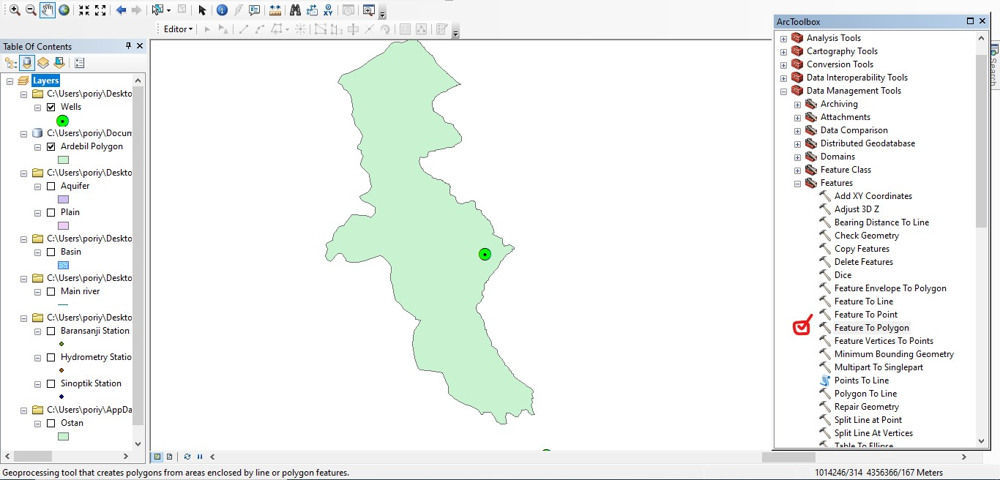 XY
Editor
Table Of Contents
Layers
C:\Users\poriy\Deskto
Wells
C:\Users\poriy\Docum
Ardebil Polygon
C:\Users\poriy\Deskto
Aquifer
Plain
C:\Users\poriy\Deskto
Basin
C:\Users\poriy\Deskto
Main river
C:\Users\poriy\Deskto
Baransanji Station
Hydrometry Statio
Sinoptik Station
C:\Users\poriy\AppDa
Ostan
ArcToolbox
Analysis Tools
Cartography Tools
Conversion Tools
Data Interoperability Tools
Data Management Tools
Archiving
Attachments
Data Comparison
Distributed Geodatabase
Domains
Feature Class
Features
Add XY Coordinates
Adjust 3D Z
Bearing Distance To Line
Check Geometry
Copy Features
Delete Features
Dice
Feature Envelope To Polygon
Feature To Line
Feature To Point
Feature To Polygon
Feature Vertices To Points
Minimum Bounding Geometry
Multipart To Singlepart
Points To Line
Polygon To Line
Repair Geometry
Split Line at Point
Split Line At Vertices
Table To Ellipse
Search
Geoprocessing tool that creates polygons from areas enclosed by line or polygon features.
1014246/314 4356366/167 Meters